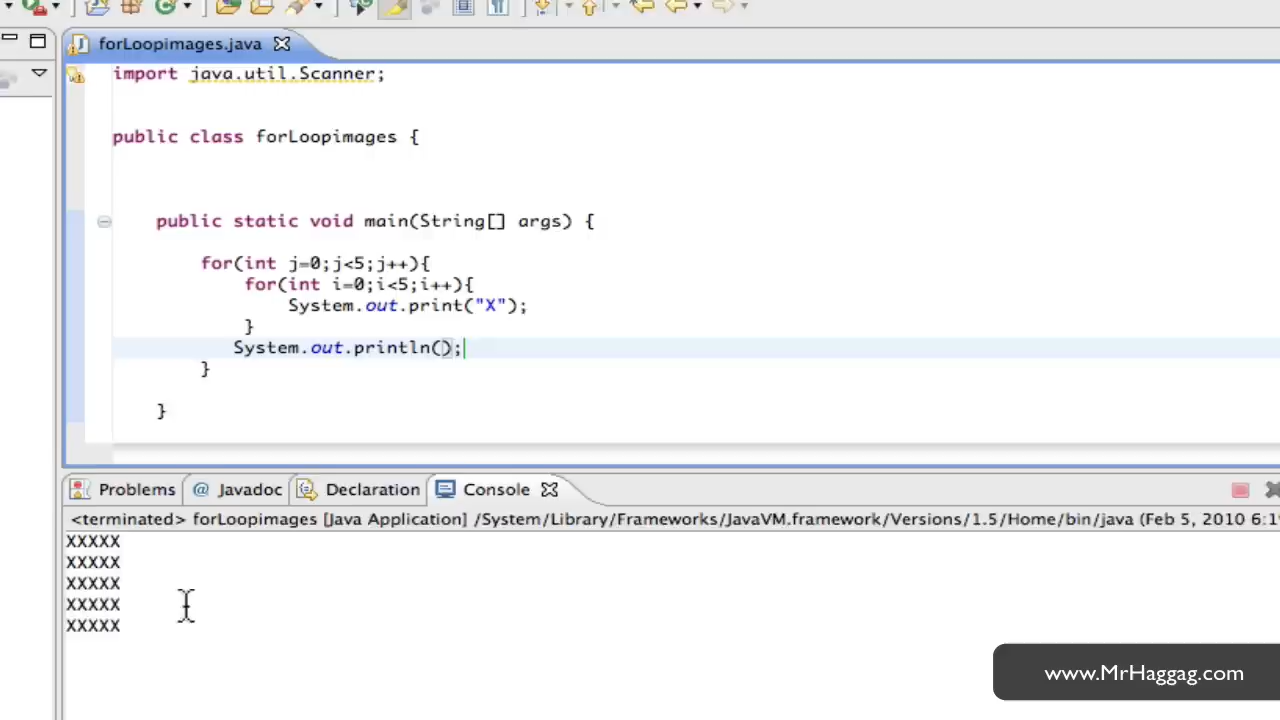 forLoopimages.java
import java.util.Scanner;
public class forLoopimages {
public static void main(String[] args) {
for(int j=0;j<5;j++){
for(int i=0;i<5;i++){
System.out.print("X");
}
System.out.println();
}
}
Problems @ Javadoc Declaration Console
<terminated> forLoopimages [Java Application] /System/Library/Frameworks/JavaVM.framework/Versions/1.5/Home/bin/java (Feb 5, 2010 6:1
XXXXX
XXXXX
XXXXX
XXXXX
XXXXX
www.MrHaggag.com